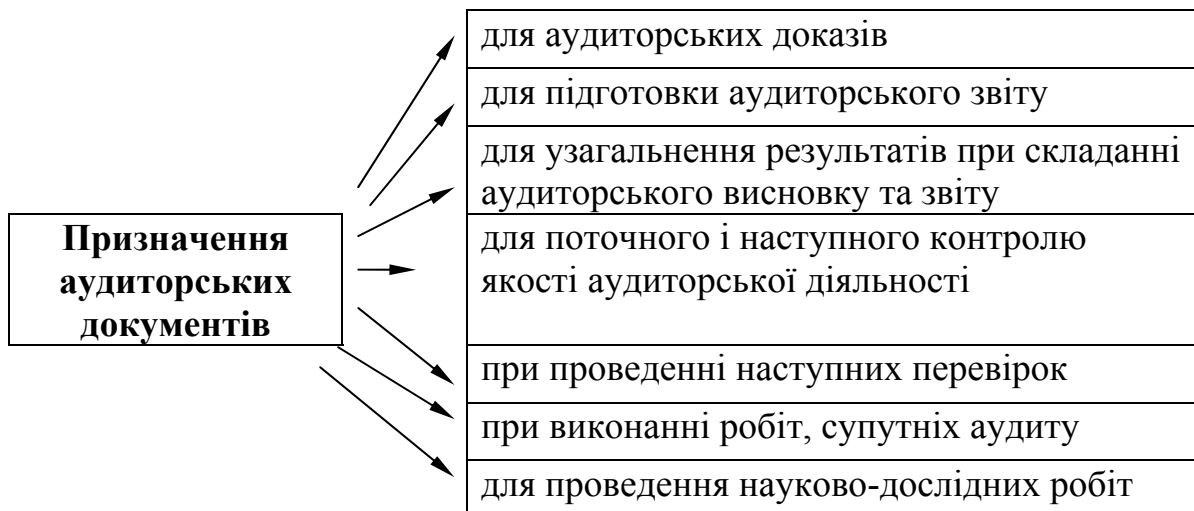 для аудиторських доказів
для підготовки аудиторського звіту
для узагальнення результатів при складанні
аудиторського висновку та звіту
Призначення
аудиторських
документів
для поточного і наступного контролю
якості аудиторської діяльності
при проведенні наступних перевірок
при виконанні робіт, супутніх аудиту
для проведення науково-дослідних робіт